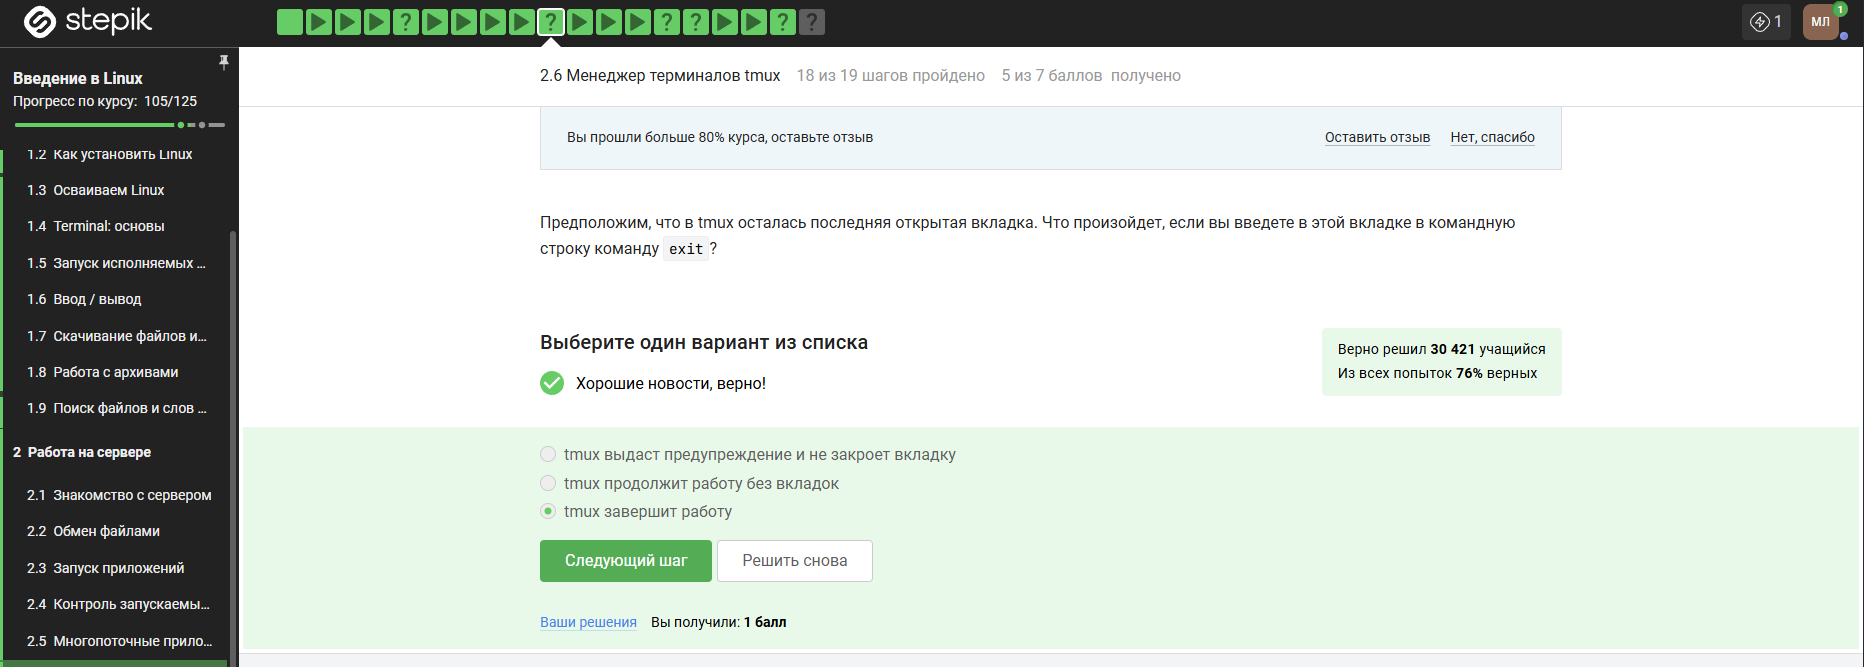 stepik
1
МЛ
1
Введение в Linux
Прогресс по курсу: 105/125
1.2 Как установить Linux
1.3 Осваиваем Linux
1.4 Terminal: основы
1.5 Запуск исполняемых ...
1.6 Ввод / вывод
1.7 Скачивание файлов и...
1.8 Работа с архивами
1.9 Поиск файлов и слов ...
2 Работа на сервере
2.1 Знакомство с сервером
2.2 Обмен файлами
2.3 Запуск приложений
2.4 Контроль запускаемы...
2.5 Многопоточные прило...
2.6 Менеджер терминалов tmux 18 из 19 шагов пройдено 5 из 7 баллов получено
Вы прошли больше 80% курса, оставьте отзыв Оставить отзыв Нет, спасибо
Предположим, что в tmux осталась последняя открытая вкладка. Что произойдет, если вы введете в этой вкладке в командную
строку команду exit?
Выберите один вариант из списка
Хорошие новости, верно!
Верно решил 30 421 учащийся
Из всех попыток 76% верных
tmux выдаст предупреждение и не закроет вкладку
tmux продолжит работу без вкладок
tmux завершит работу
Следующий шаг Решить снова
Ваши решения Вы получили: 1 балл